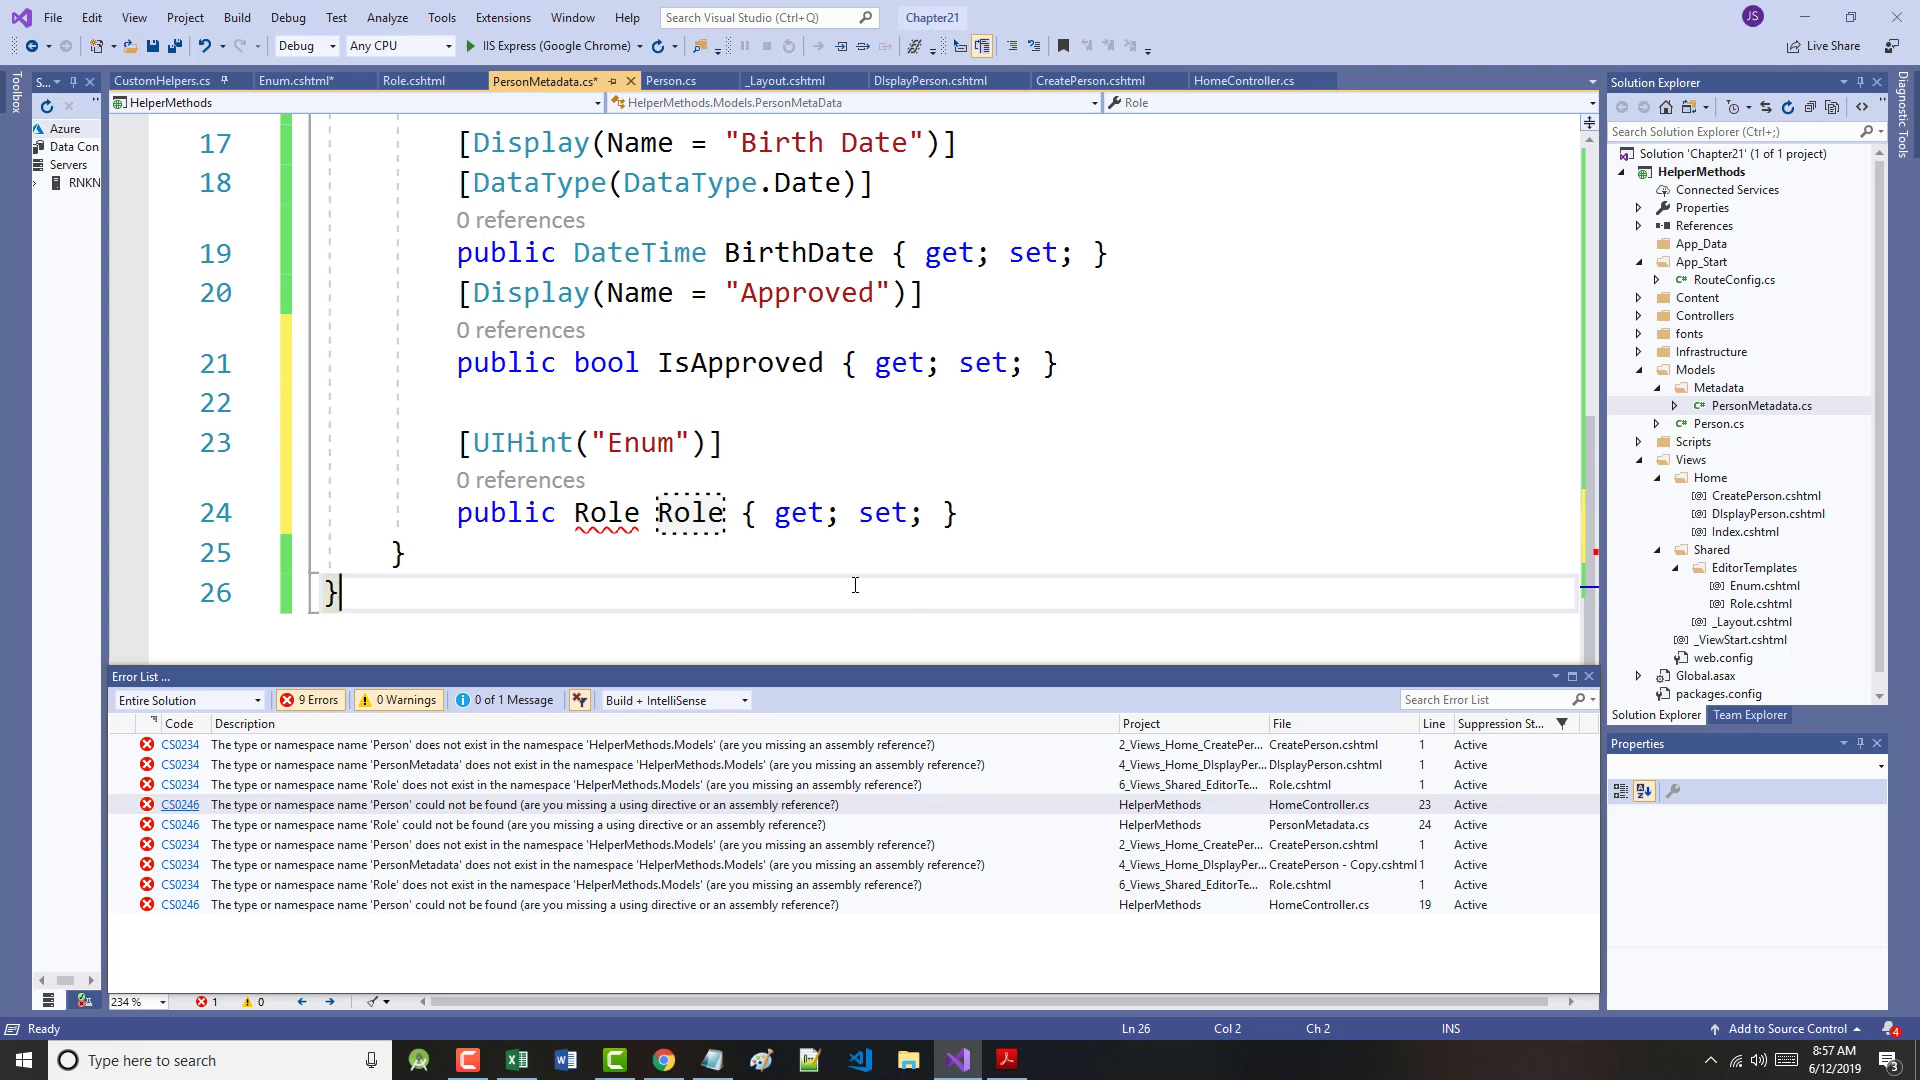 File Edit View Project Build Debug Test Analyze Tools Extensions Window Help Search Visual Studio (Ctrl+Q) Chapter21 JS
Debug Any CPU IIS Express (Google Chrome) Live Share
Toolbox
S...
Azure
Data Con
Servers
RNKN
CustomHelpers.cs Enum.cshtml* Role.cshtml PersonMetadata.cs* Person.cs _Layout.cshtml DIsplayPerson.cshtml CreatePerson.cshtml HomeController.cs
HelperMethods HelperMethods.Models.PersonMetaData Role
17 [Display(Name = "Birth Date")]
18 [DataType(DataType.Date)]
0 references
19 public DateTime BirthDate { get; set; }
20 [Display(Name = "Approved")]
0 references
21 public bool IsApproved { get; set; }
22
23 [UIHint("Enum")]
0 references
24 public Role Role { get; set; }
25 }
26 }
Error List ...
Entire Solution 9 Errors 0 Warnings 0 of 1 Message Build + IntelliSense Search Error List
Code Description Project File Line Suppression St...
CS0234 The type or namespace name 'Person' does not exist in the namespace 'HelperMethods.Models' (are you missing an assembly reference?) 2_Views_Home_CreatePer... CreatePerson.cshtml 1 Active
CS0234 The type or namespace name 'PersonMetadata' does not exist in the namespace 'HelperMethods.Models' (are you missing an assembly reference?) 4_Views_Home_DIsplayPer... DIsplayPerson.cshtml 1 Active
CS0234 The type or namespace name 'Role' does not exist in the namespace 'HelperMethods.Models' (are you missing an assembly reference?) 6_Views_Shared_EditorTe... Role.cshtml 1 Active
CS0246 The type or namespace name 'Person' could not be found (are you missing a using directive or an assembly reference?) HelperMethods HomeController.cs 23 Active
CS0246 The type or namespace name 'Role' could not be found (are you missing a using directive or an assembly reference?) HelperMethods PersonMetadata.cs 24 Active
CS0234 The type or namespace name 'Person' does not exist in the namespace 'HelperMethods.Models' (are you missing an assembly reference?) 2_Views_Home_CreatePer... CreatePerson.cshtml 1 Active
CS0234 The type or namespace name 'PersonMetadata' does not exist in the namespace 'HelperMethods.Models' (are you missing an assembly reference?) 4_Views_Home_DIsplayPer... CreatePerson - Copy.cshtml 1 Active
CS0234 The type or namespace name 'Role' does not exist in the namespace 'HelperMethods.Models' (are you missing an assembly reference?) 6_Views_Shared_EditorTe... Role.cshtml 1 Active
CS0246 The type or namespace name 'Person' could not be found (are you missing a using directive or an assembly reference?) HelperMethods HomeController.cs 19 Active
234 % 1 0
Solution Explorer
Search Solution Explorer (Ctrl+;)
Solution 'Chapter21' (1 of 1 project)
HelperMethods
Connected Services
Properties
References
App_Data
App_Start
RouteConfig.cs
Content
Controllers
fonts
Infrastructure
Models
Metadata
PersonMetadata.cs
Person.cs
Scripts
Views
Home
CreatePerson.cshtml
DIsplayPerson.cshtml
Index.cshtml
Shared
EditorTemplates
Enum.cshtml
Role.cshtml
_Layout.cshtml
_ViewStart.cshtml
web.config
Global.asax
packages.config
Solution Explorer Team Explorer
Properties
Diagnostic Tools
Ready Ln 26 Col 2 Ch 2 INS Add to Source Control 4
Type here to search 8:57 AM
6/12/2019 3